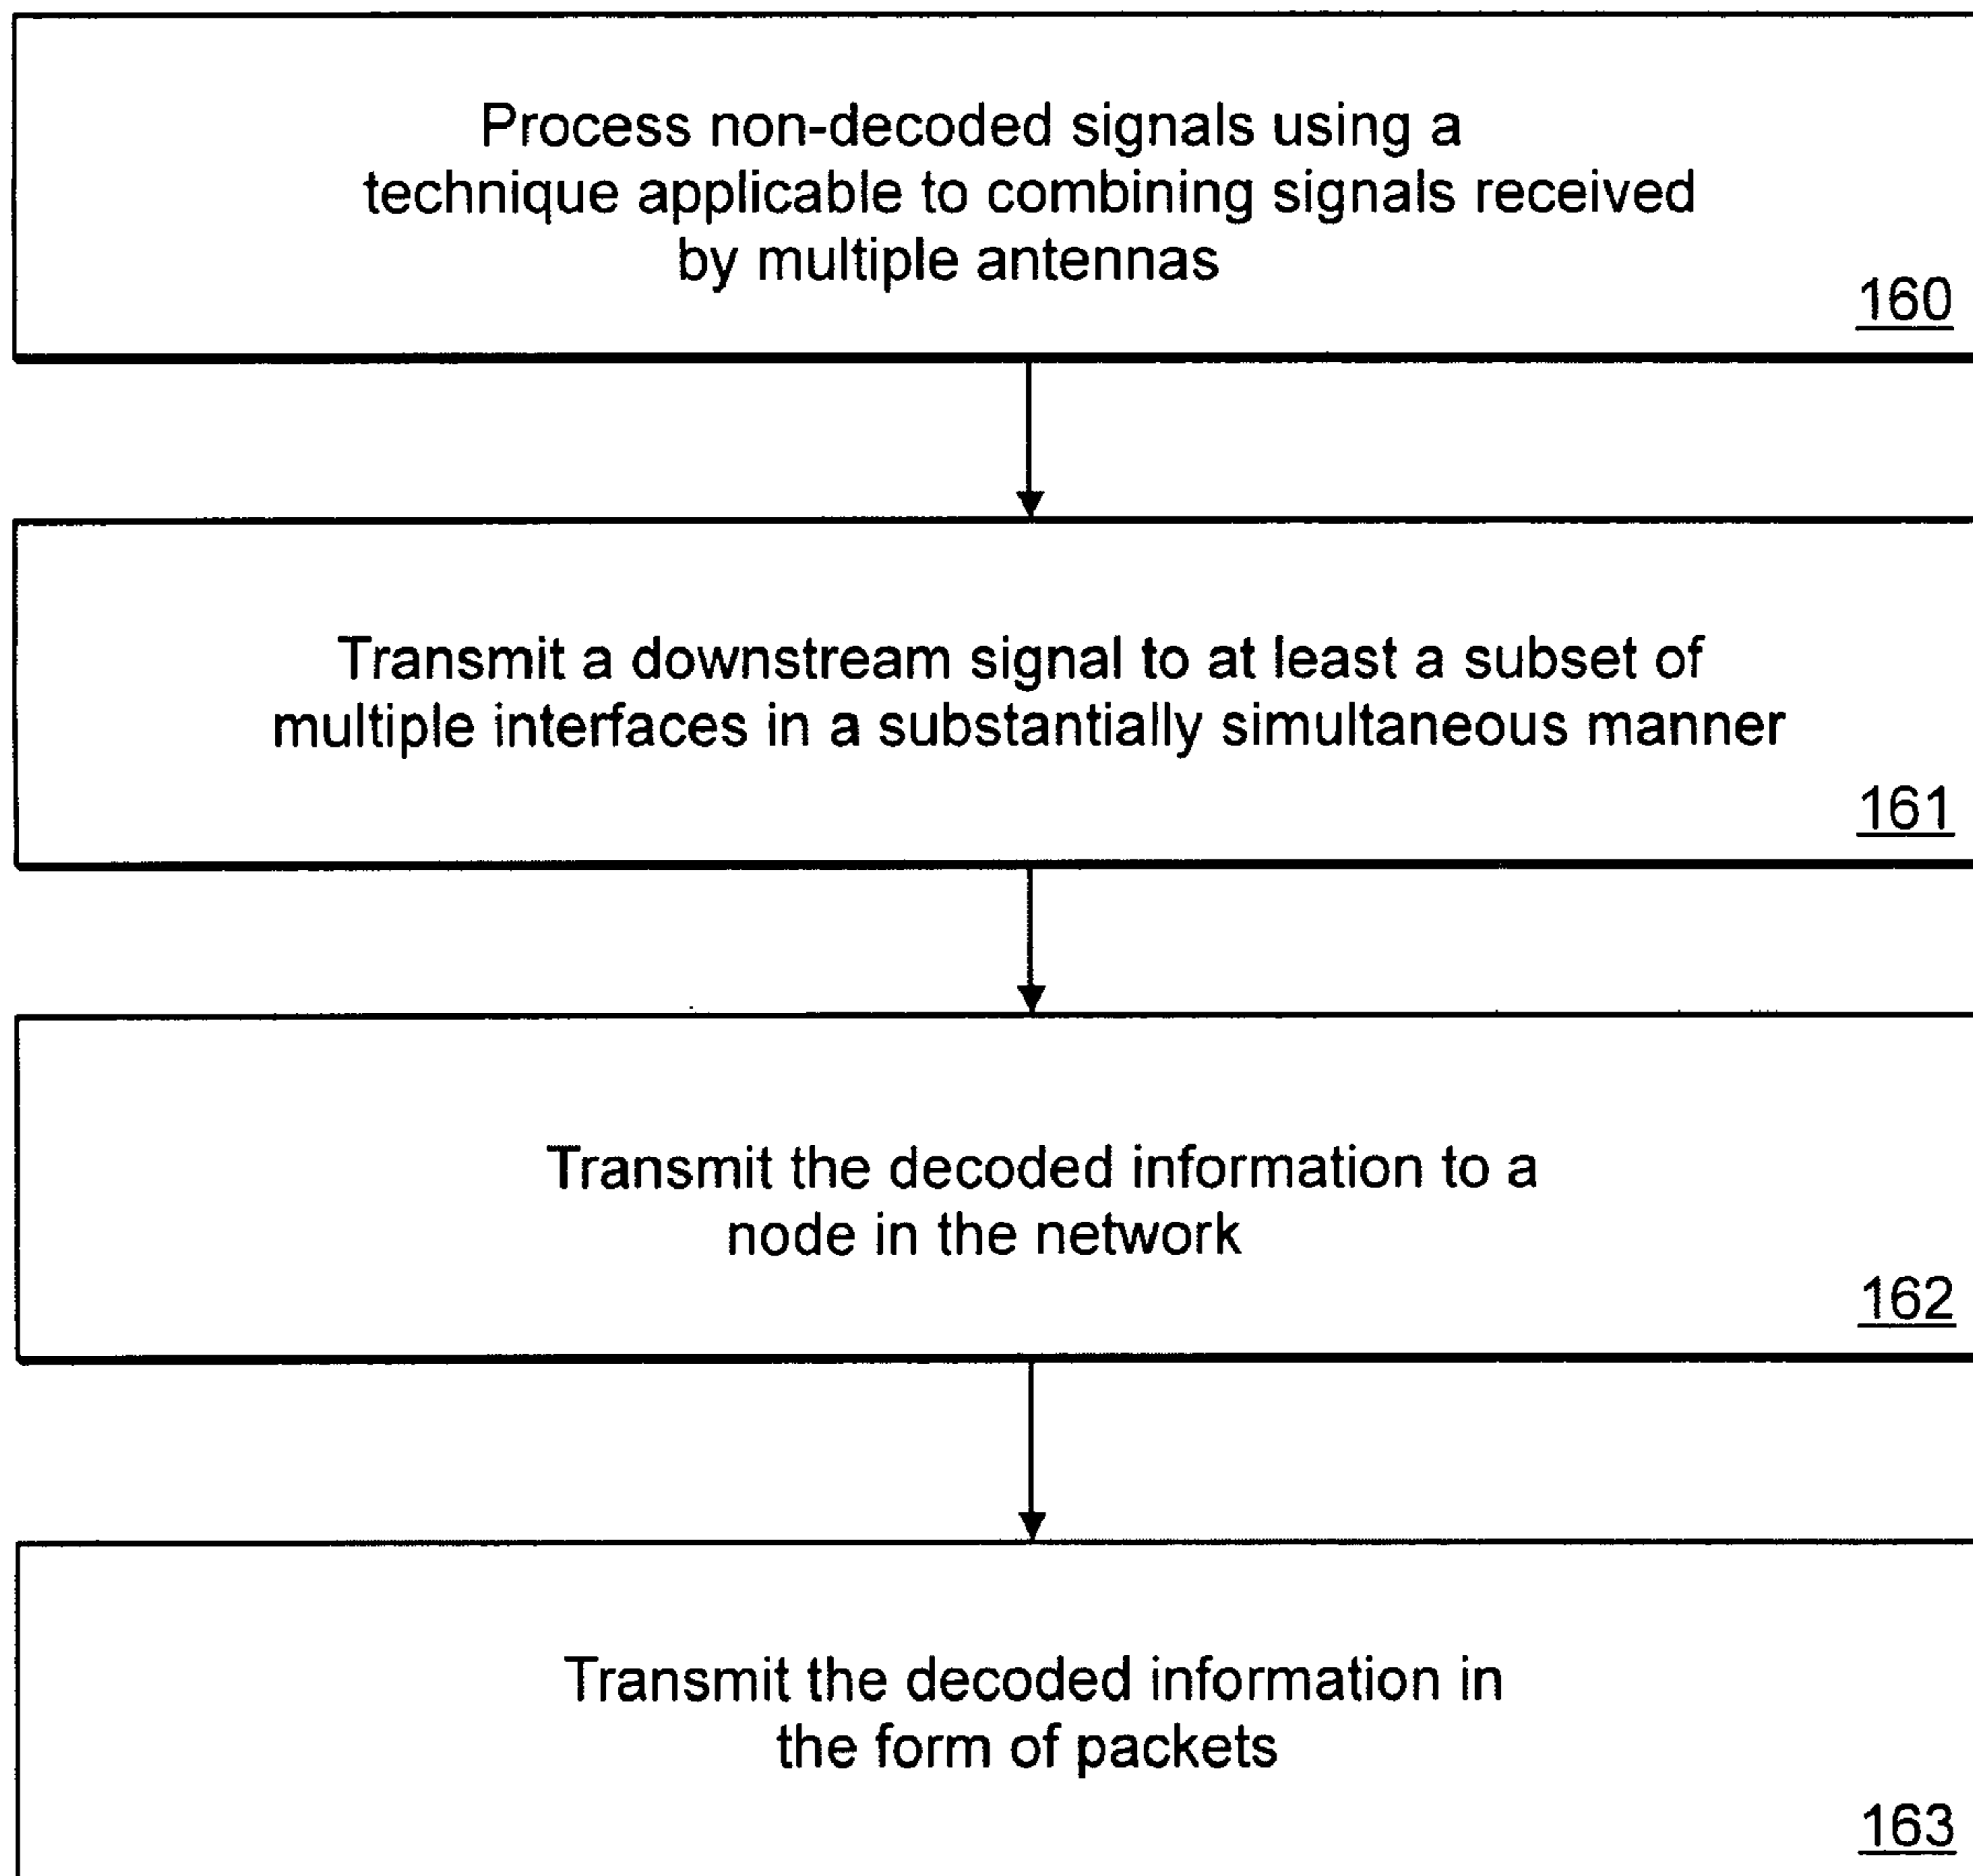 Process non-decoded signals using a
technique applicable to combining signals received
by multiple antennas
160
Transmit a downstream signal to at least a subset of
multiple interfaces in a substantially simultaneous manner
161
Transmit the decoded information to a
node in the network
162
Transmit the decoded information in
the form of packets
163